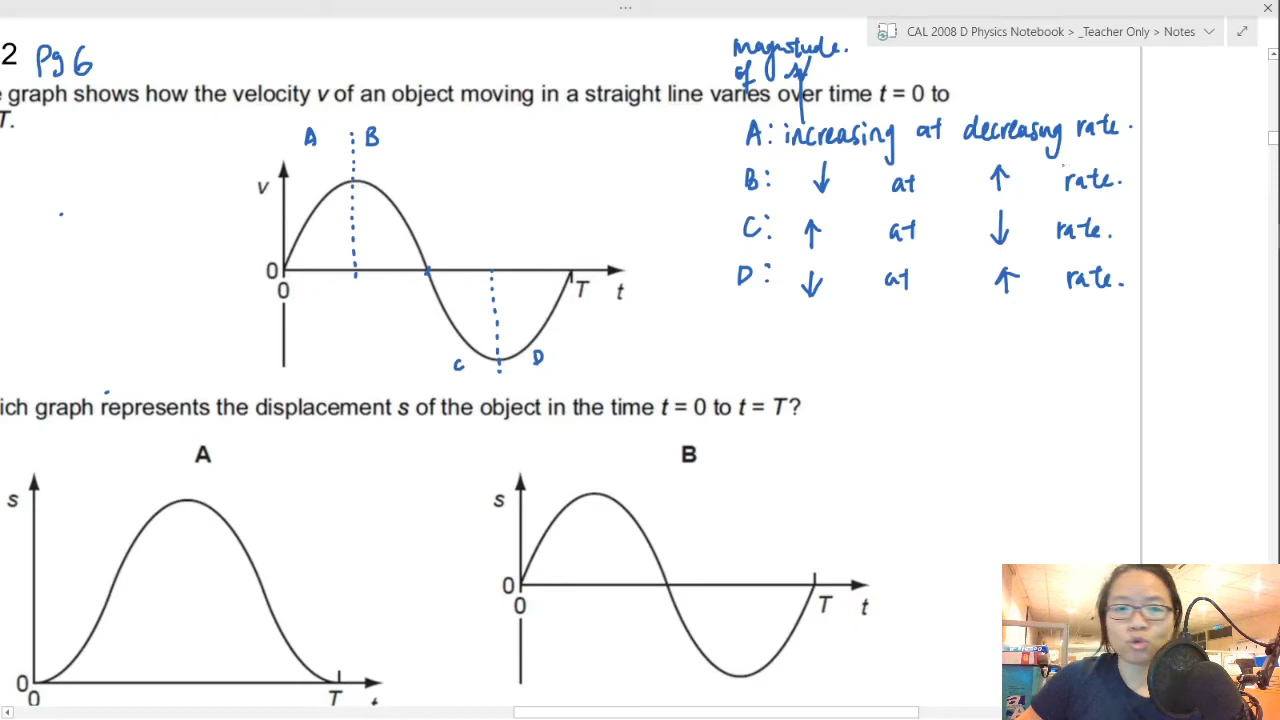 CAL 2008 D Physics Notebook > _Teacher Only > Notes
2 Pg 6
magnitude.
of
graph shows how the velocity v of an object moving in a straight line varies over time t = 0 to
T.
A B
A: increasing at decreasing rate.
B: ↓ at ↑ rate.
C: ↑ at ↓ rate.
D: ↓ at ↑ rate.
v
0
0
T t
C D
ich graph represents the displacement s of the object in the time t = 0 to t = T?
A B
s s
0 0
0 T t 0 T t